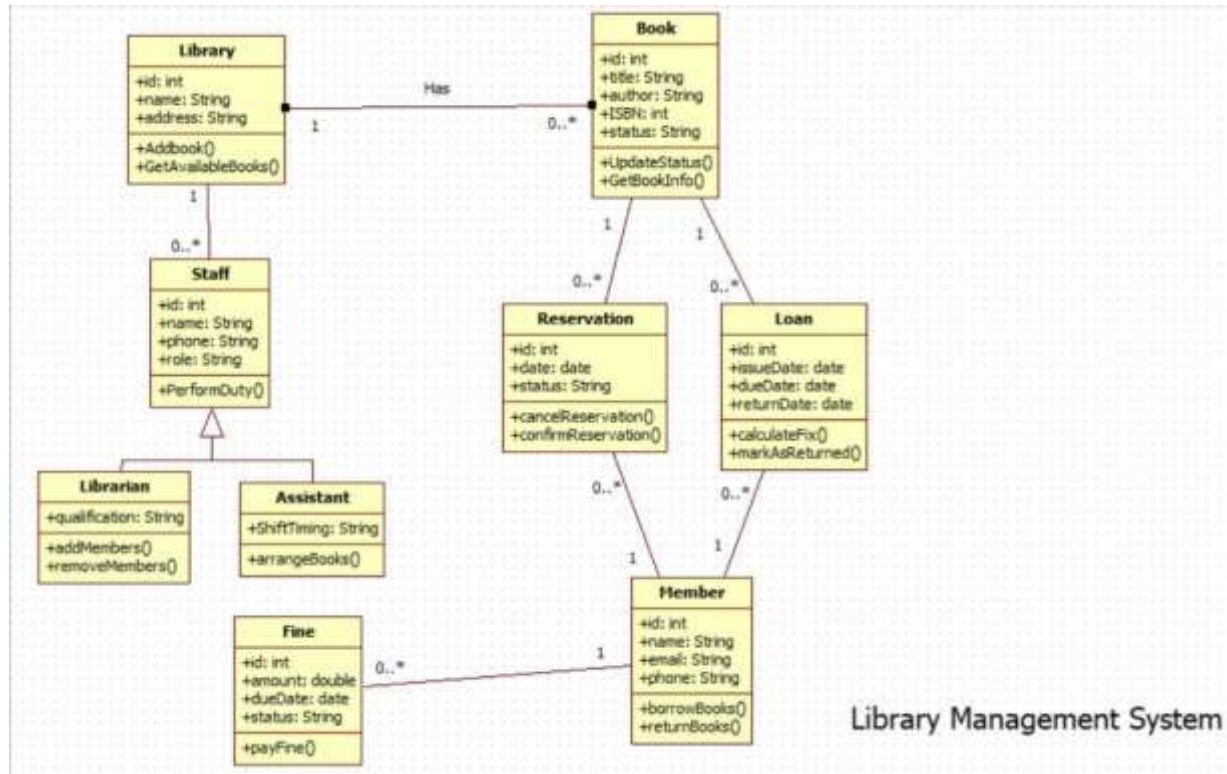 Library
+id: int
+name: String
+address: String
+Addbook()
+GetAvailableBooks()
Has
1
0..*
Book
+id: int
+title: String
+author: String
+ISBN: int
+status: String
+UpdateStatus()
+GetBookInfo()
1
0..*
Staff
+id: int
+name: String
+phone: String
+role: String
+PerformDuty()
1
1
0..*
0..*
Reservation
+id: int
+date: date
+status: String
+cancelReservation()
+confirmReservation()
Loan
+id: int
+issueDate: date
+dueDate: date
+returnDate: date
+calculateFix()
+markAsReturned()
Librarian
+qualification: String
+addMembers()
+removeMembers()
Assistant
+ShiftTiming: String
+arrangeBooks()
0..*
0..*
1
1
Member
+id: int
+name: String
+email: String
+phone: String
+borrowBooks()
+returnBooks()
Fine
+id: int
+amount: double
+dueDate: date
+status: String
+payFine()
0..*
1
Library Management System